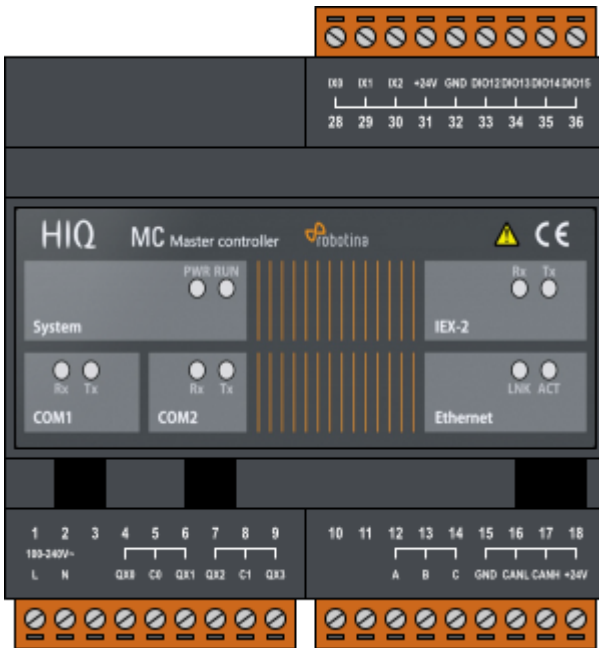 IX0 IX1 IX2 +24V GND DIO12 DIO13 DIO14 DIO15
28 29 30 31 32 33 34 35 36
HIQ MC Master controller robotina CE
PWR RUN
System
Rx Tx
IEX-2
Rx Tx
COM1
Rx Tx
COM2
LNK ACT
Ethernet
1 2 3 4 5 6 7 8 9 10 11 12 13 14 15 16 17 18
100-240V~
L N QX0 C0 QX1 QX2 C1 QX3 A B C GND CANL CANH +24V